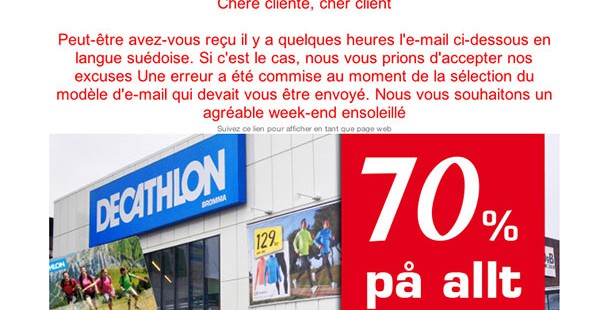 Chère cliente, cher client
Peut-être avez-vous reçu il y a quelques heures l'e-mail ci-dessous en
langue suédoise. Si c'est le cas, nous vous prions d'accepter nos
excuses Une erreur a été commise au moment de la sélection du
modèle d'e-mail qui devait vous être envoyé. Nous vous souhaitons un
agréable week-end ensoleillé
Suivez ce lien pour afficher en tant que page web
DECATHLON
BROMMA
129.
70%
på allt